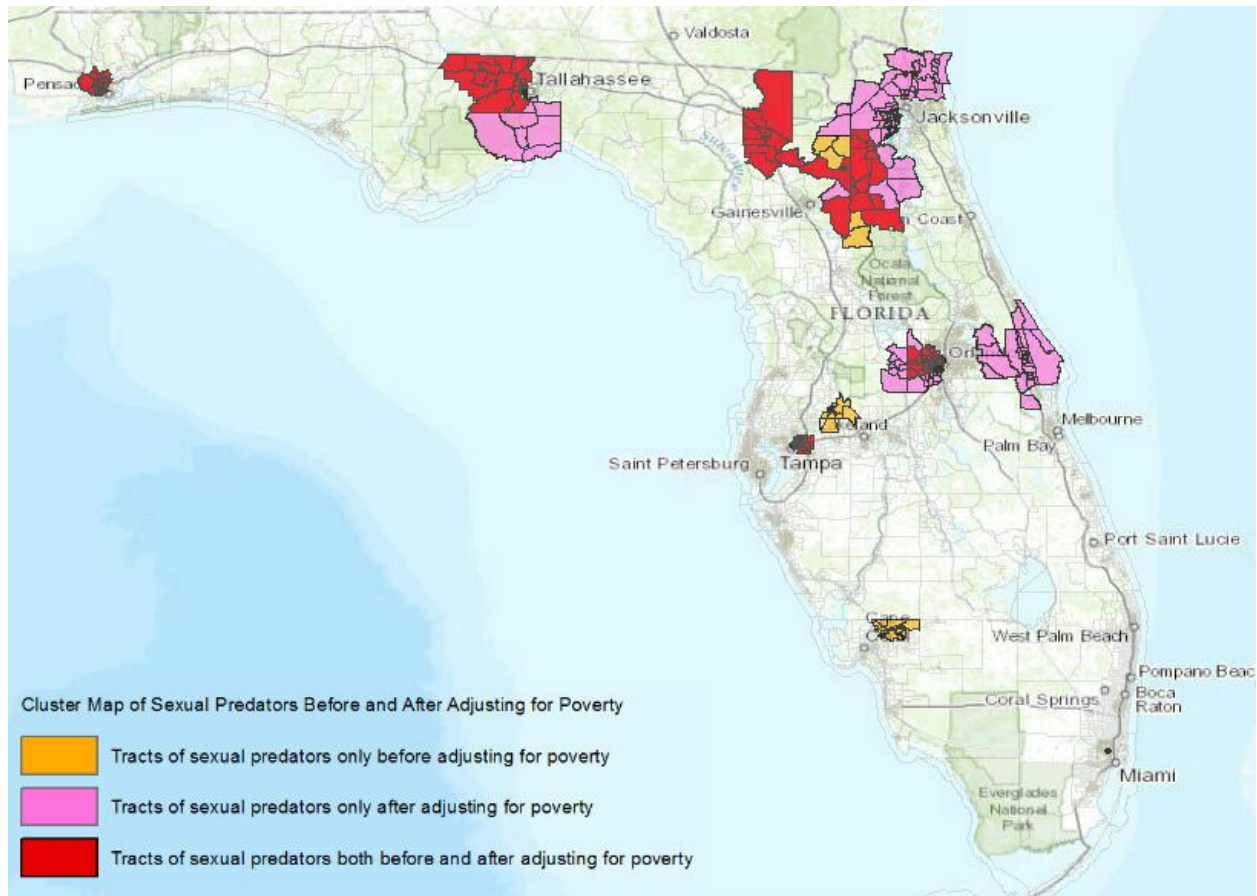 Valdosta
Pensac
Tallahassee
Jacksonville
Gainesville
Coast
Ocala
National
Forest
FLORIDA
Orla
Melbourne
Palm Bay
Saint Petersburg
Tampa
Port Saint Lucie
Cape
West Palm Beach
Pompano Beac
Coral Springs
Boca
Raton
Miami
Everglades
National
Park
Cluster Map of Sexual Predators Before and After Adjusting for Poverty
Tracts of sexual predators only before adjusting for poverty
Tracts of sexual predators only after adjusting for poverty
Tracts of sexual predators both before and after adjusting for poverty